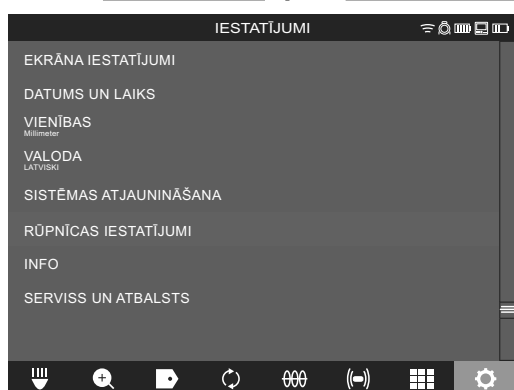 IESTATĪJUMI
EKRĀNA IESTATĪJUMI
DATUMS UN LAIKS
VIENĪBAS
Millimeter
VALODA
LATVISKI
SISTĒMAS ATJAUNINĀŠANA
RŪPNĪCAS IESTATĪJUMI
INFO
SERVISS UN ATBALSTS